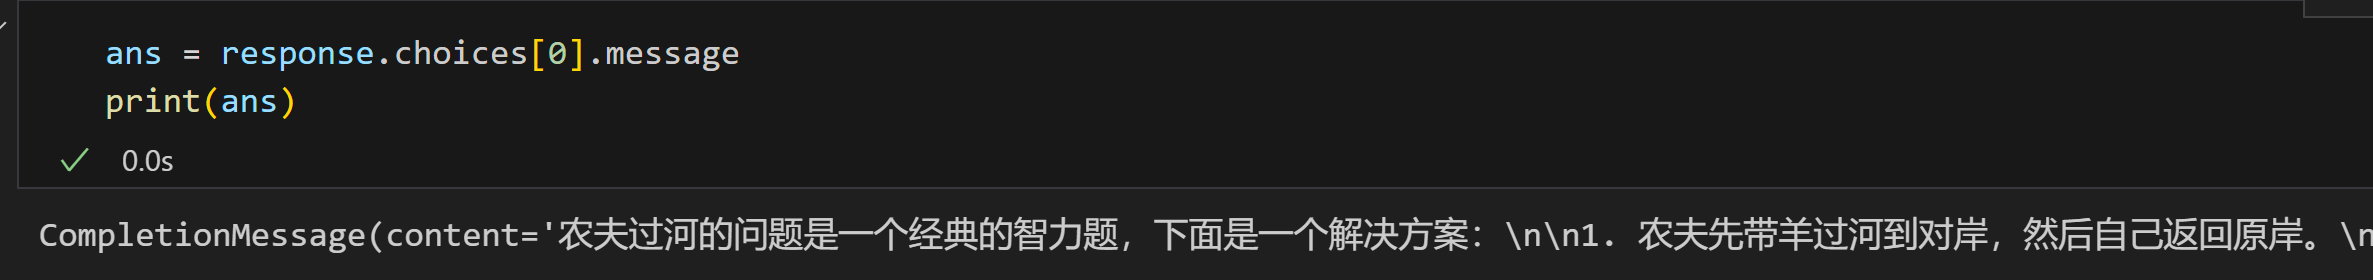 ans = response.choices[0].message
print(ans)
0.0s
CompletionMessage(content='农夫过河的问题是一个经典的智力题，下面是一个解决方案：\n\n1. 农夫先带羊过河到对岸，然后自己返回原岸。\n